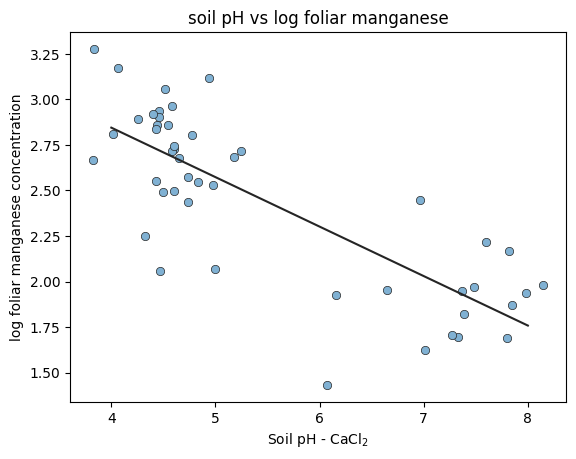 soil pH vs log foliar manganese
log foliar manganese concentration
3.25
3.00
2.75
2.50
2.25
2.00
1.75
1.50
4 5 6 7 8
Soil pH - CaCl₂